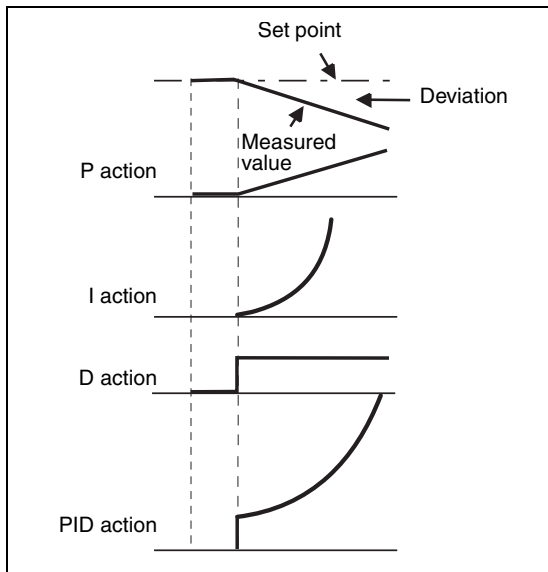 Set point
Deviation
Measured
value
P action
I action
D action
PID action